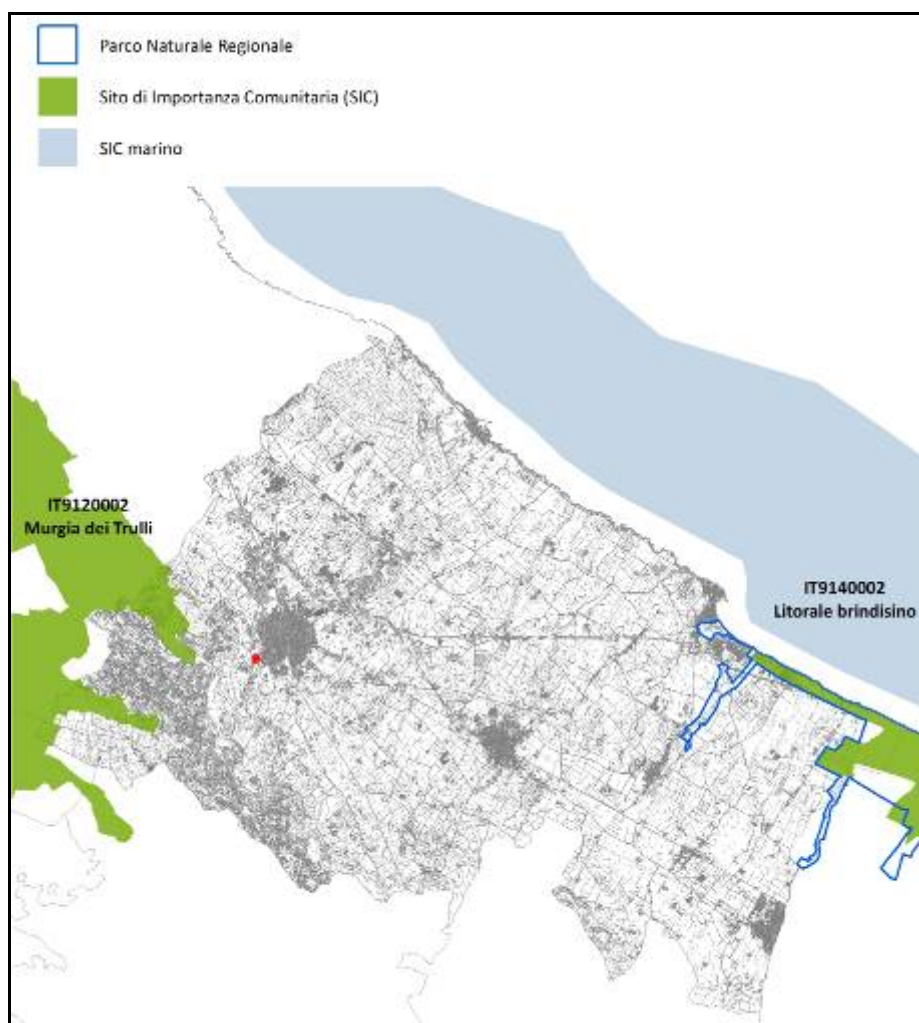 Parco Naturale Regionale
Sito di Importanza Comunitaria (SIC)
SIC marino
IT9120002
Murgia dei Trulli
IT9140002
Litorale brindisino